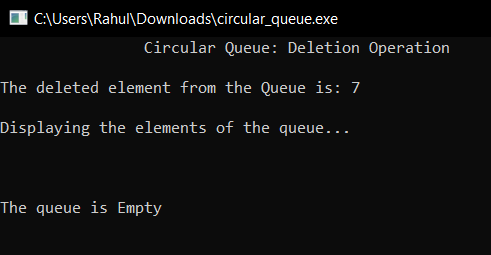 C:\Users\Rahul\Downloads\circular_queue.exe
Circular Queue: Deletion Operation
The deleted element from the Queue is: 7
Displaying the elements of the queue...
The queue is Empty